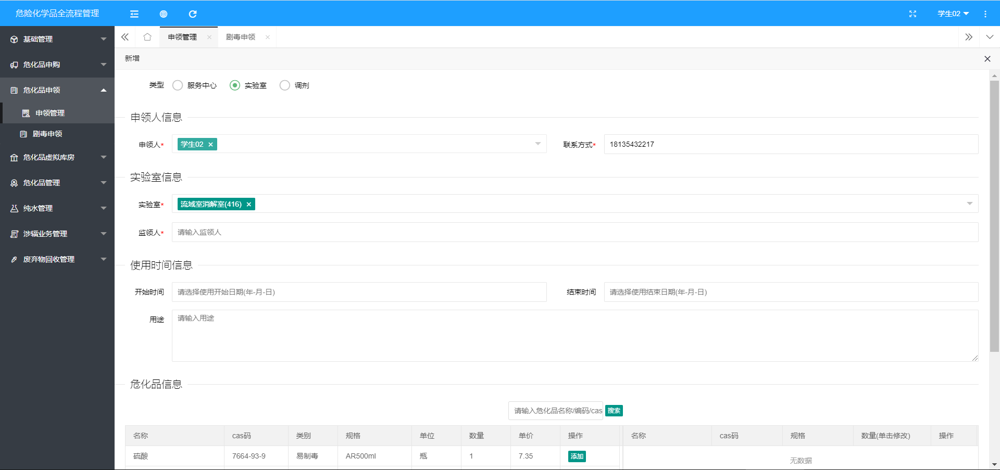 危险化学品全流程管理
学生02
基础管理
危化品申购
危化品申领
申领管理
剧毒申领
危化品虚拟库房
危化品管理
纯水管理
涉辐业务管理
废弃物回收管理
申领管理 剧毒申领
新增
类型 服务中心 实验室 调剂
申领人信息
申领人* 学生02 联系方式* 18135432217
实验室信息
实验室* 流域室消解室(416)
监领人* 请输入监领人
使用时间信息
开始时间 请选择使用开始日期(年-月-日) 结束时间 请选择使用结束日期(年-月-日)
用途 请输入用途
危化品信息
请输入危化品名称/编码/cas 搜索
名称 cas码 类别 规格 单位 数量 单价 操作 名称 cas码 规格 数量(单击修改) 操作
硫酸 7664-93-9 易制毒 AR500ml 瓶 1 7.35 添加
无数据